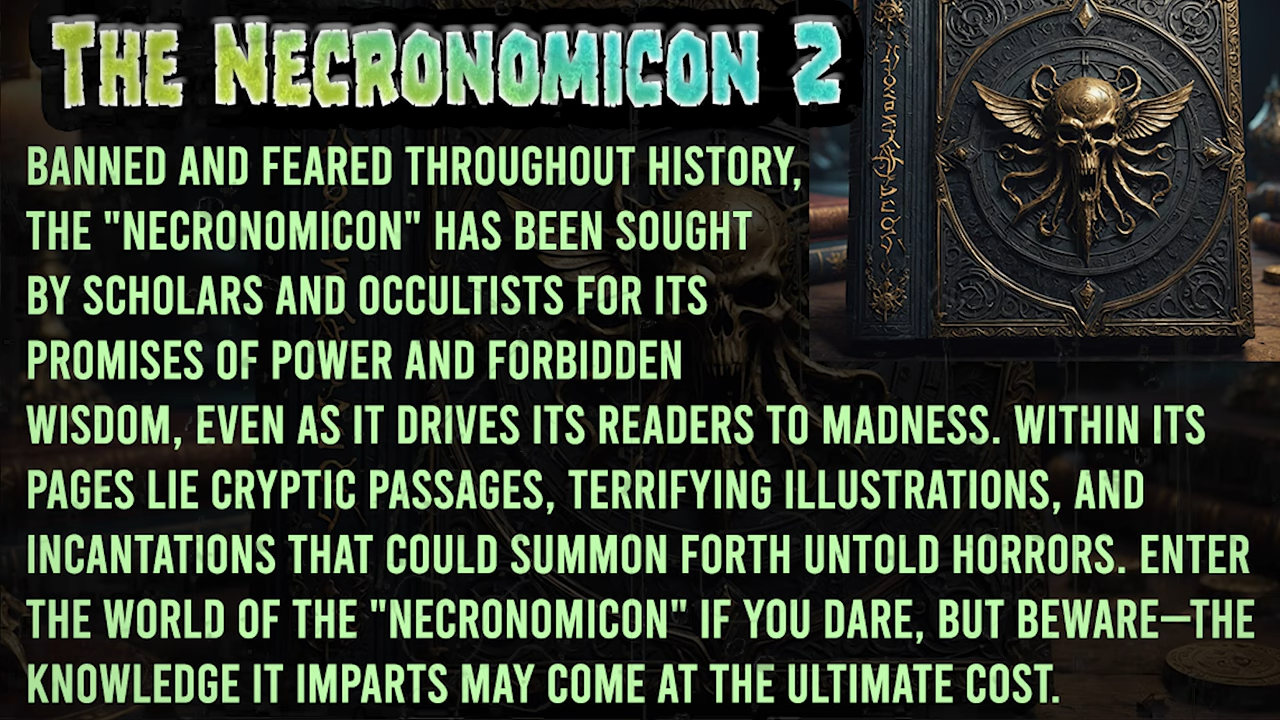 The Necronomicon 2
BANNED AND FEARED THROUGHOUT HISTORY,
THE "NECRONOMICON" HAS BEEN SOUGHT
BY SCHOLARS AND OCCULTISTS FOR ITS
PROMISES OF POWER AND FORBIDDEN
WISDOM, EVEN AS IT DRIVES ITS READERS TO MADNESS. WITHIN ITS
PAGES LIE CRYPTIC PASSAGES, TERRIFYING ILLUSTRATIONS, AND
INCANTATIONS THAT COULD SUMMON FORTH UNTOLD HORRORS. ENTER
THE WORLD OF THE "NECRONOMICON" IF YOU DARE, BUT BEWARE—THE
KNOWLEDGE IT IMPARTS MAY COME AT THE ULTIMATE COST.